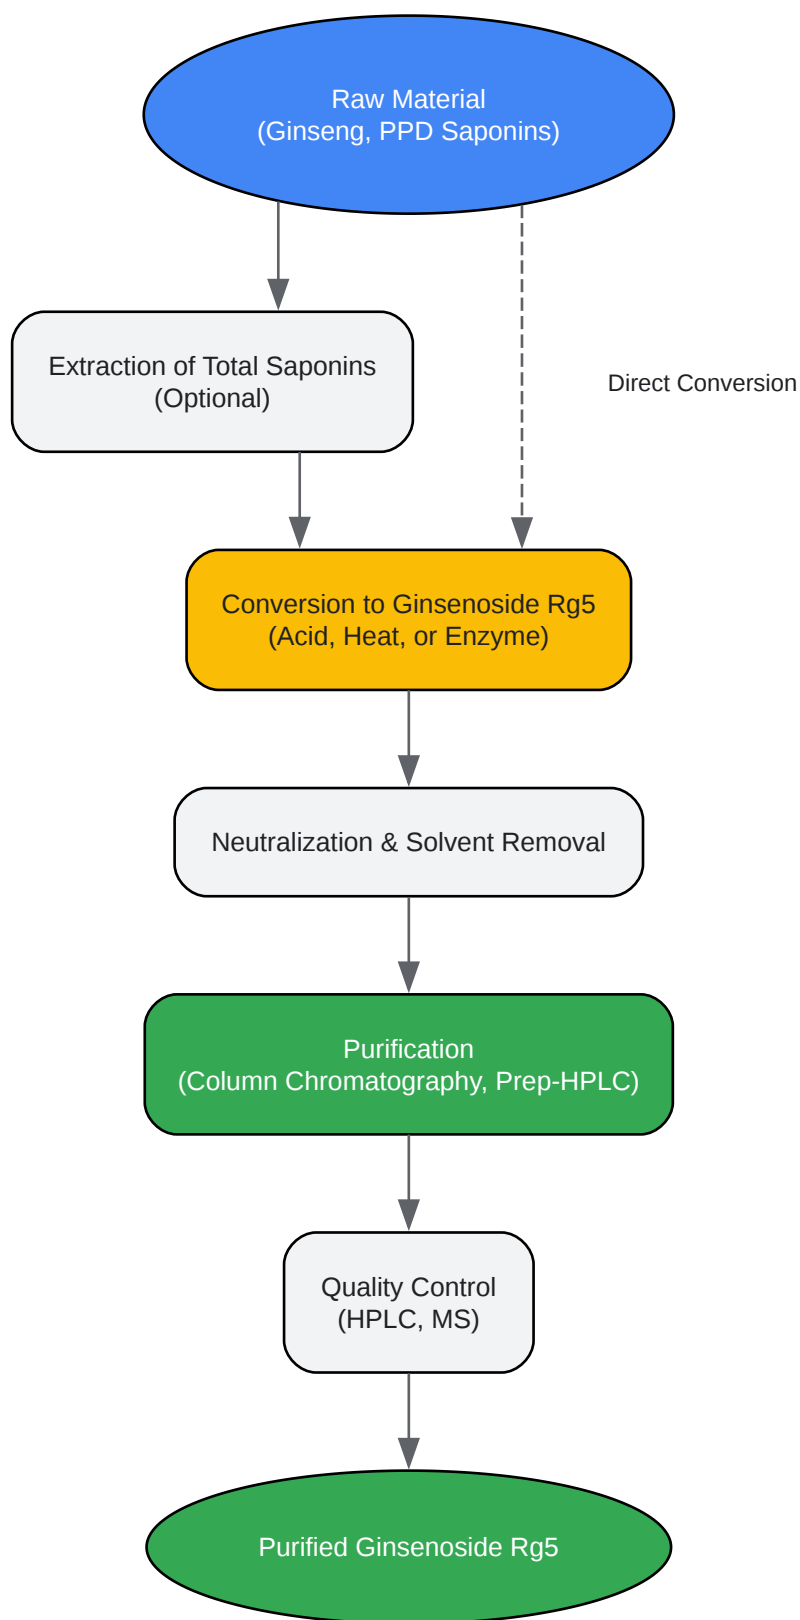 Raw Material
(Ginseng, PPD Saponins)
Extraction of Total Saponins
(Optional)
Direct Conversion
Conversion to Ginsenoside Rg5
(Acid, Heat, or Enzyme)
Neutralization & Solvent Removal
Purification
(Column Chromatography, Prep-HPLC)
Quality Control
(HPLC, MS)
Purified Ginsenoside Rg5